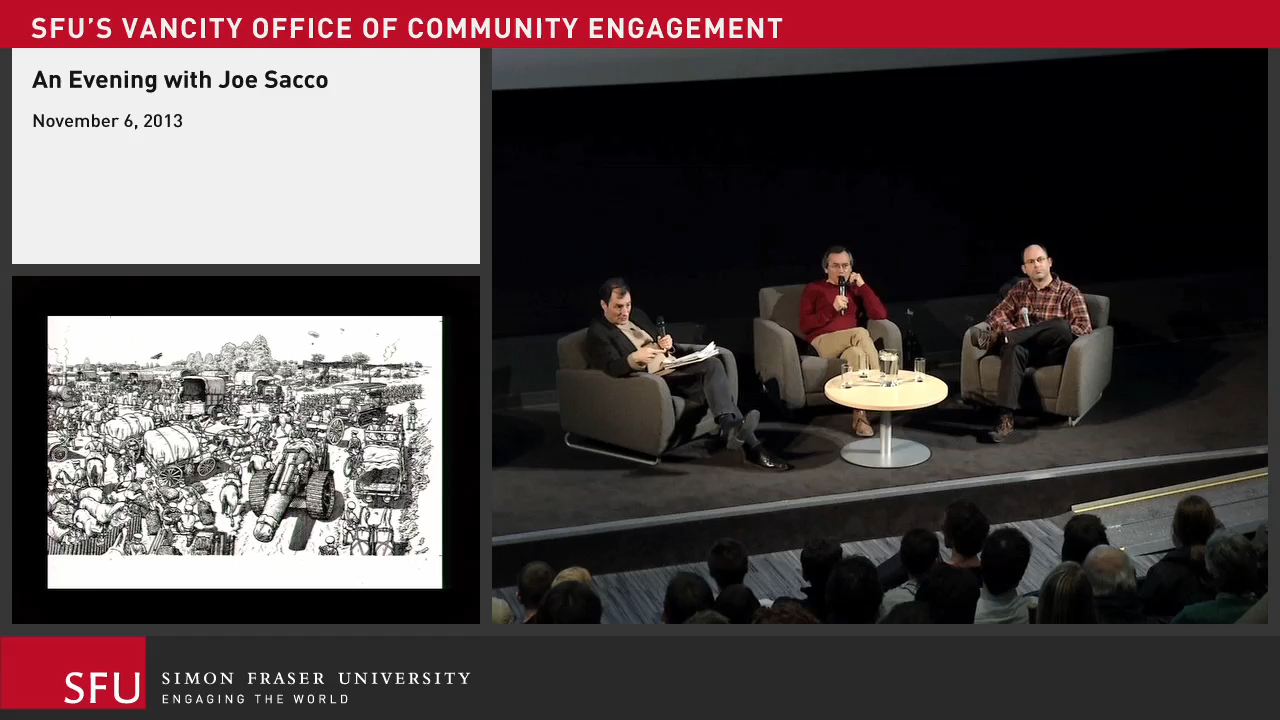 SFU'S VANCITY OFFICE OF COMMUNITY ENGAGEMENT
An Evening with Joe Sacco
November 6, 2013
SFU
SIMON FRASER UNIVERSITY
ENGAGING THE WORLD